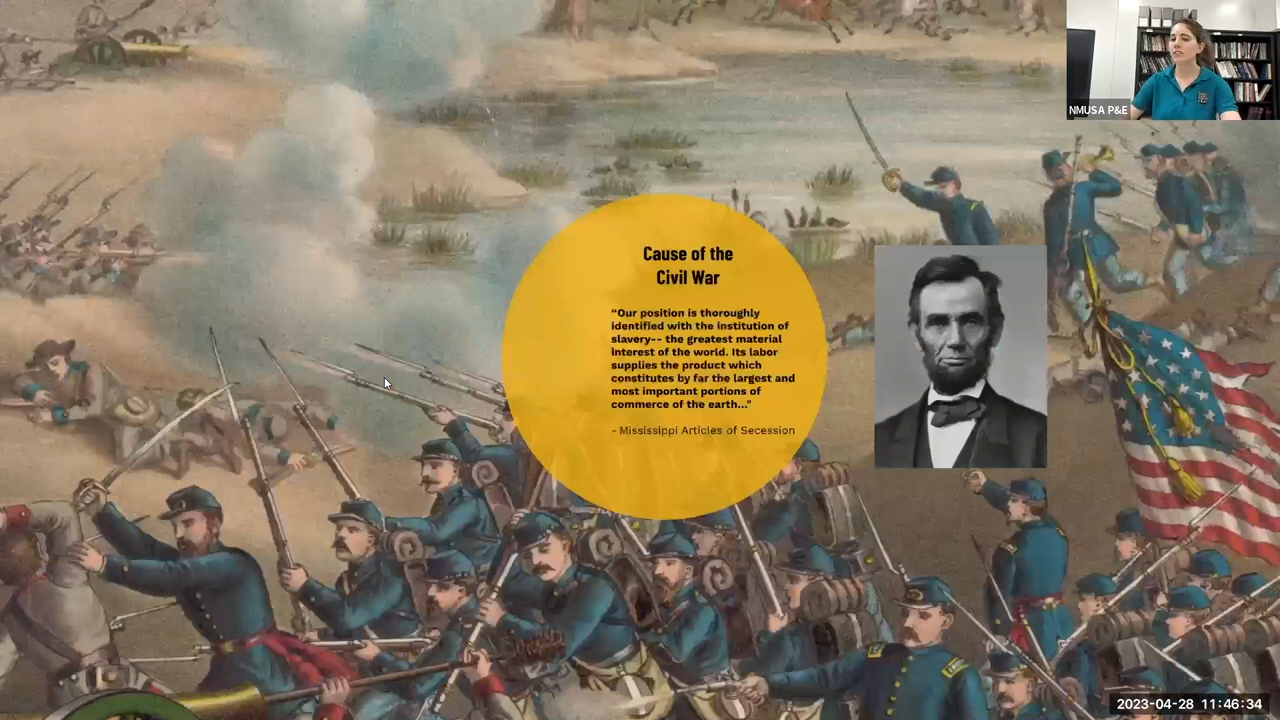 NMUSA P&E
Cause of the
Civil War
“Our position is thoroughly
identified with the institution of
slavery-- the greatest material
interest of the world. Its labor
supplies the product which
constitutes by far the largest and
most important portions of
commerce of the earth...”
- Mississippi Articles of Secession
2023-04-28 11:46:34